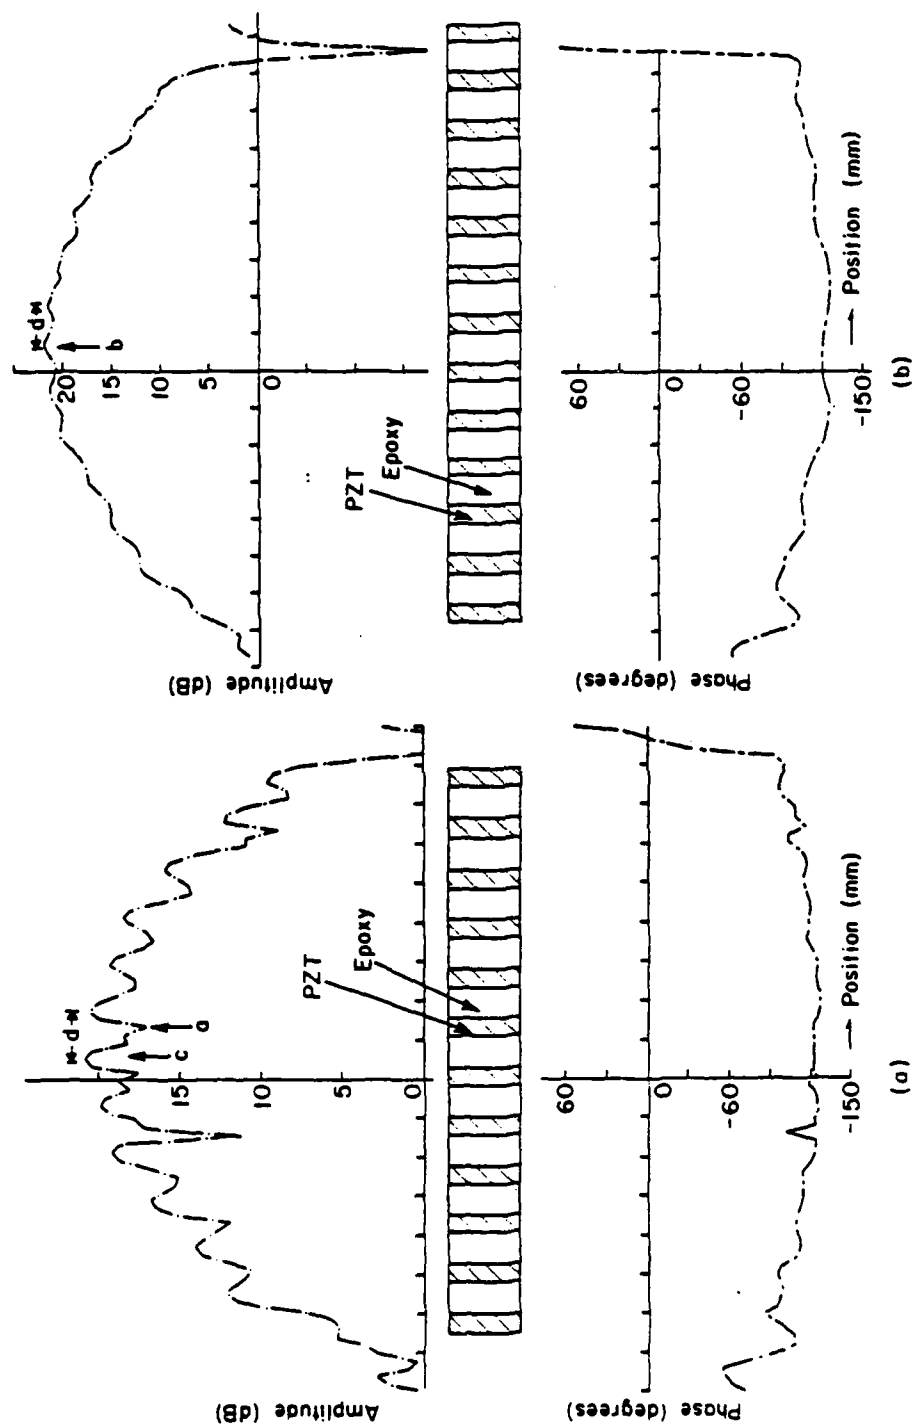 Amplitude (dB)
15
10
5
0
d
c
a
PZT
Epoxy
Phase (degrees)
60
0
-60
-150
Position (mm)
(a)
Amplitude (dB)
20
15
10
5
0
d
b
PZT
Epoxy
Phase (degrees)
60
0
-60
-150
Position (mm)
(b)